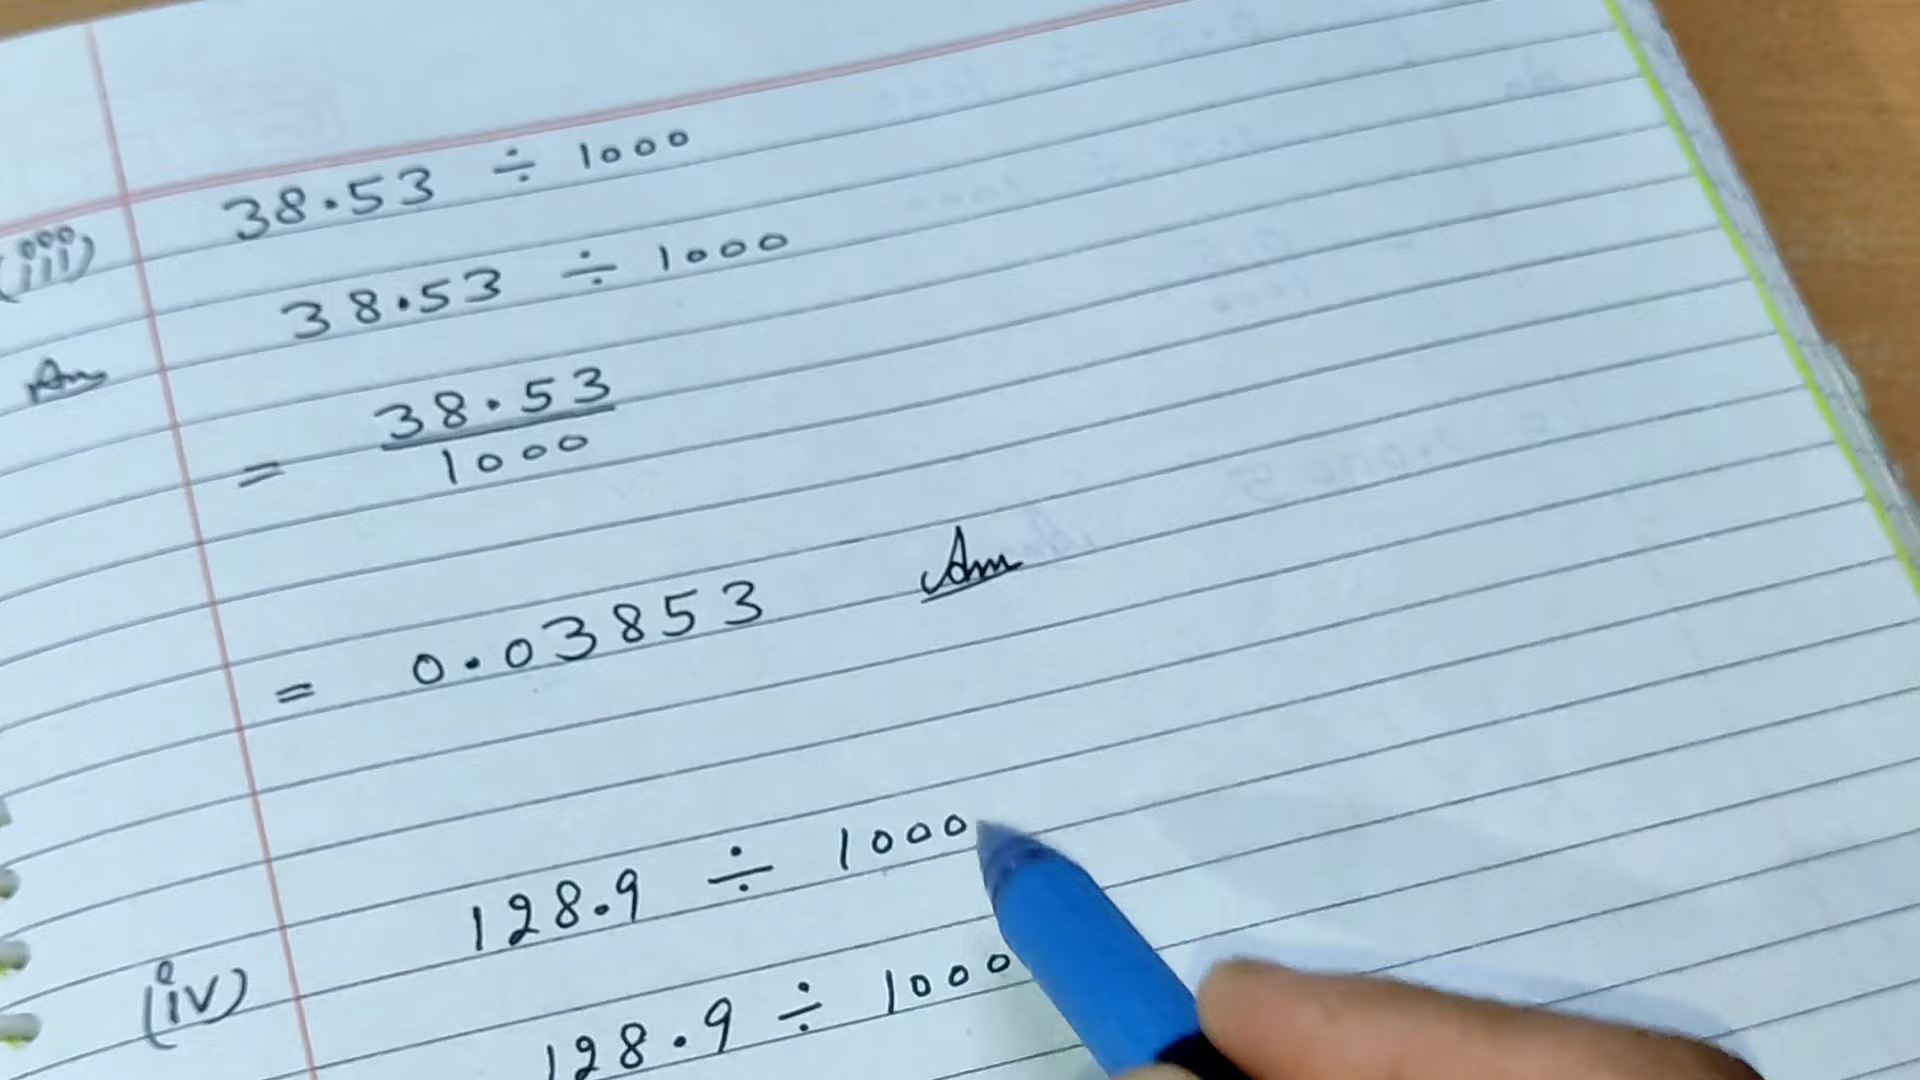 (iii) 38.53 ÷ 1000
Ans 38.53 ÷ 1000
= 38.53
1000
= 0.03853 Ans
(iv) 128.9 ÷ 1000
128.9 ÷ 1000